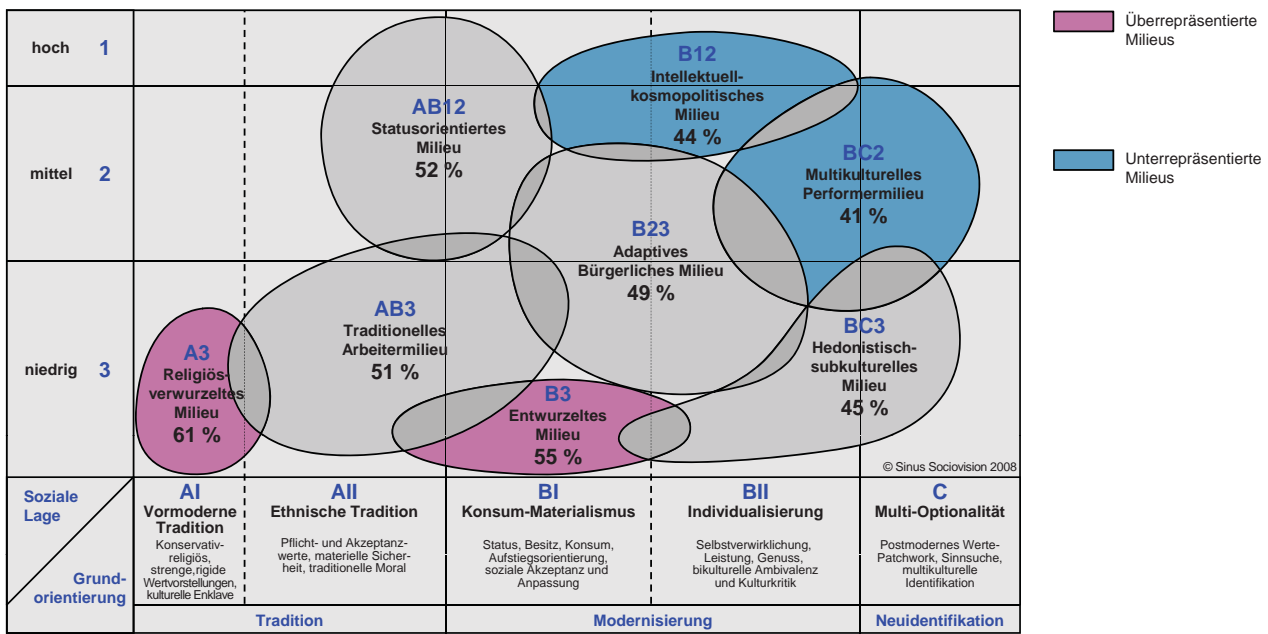 hoch 1
mittel 2
niedrig 3
B12
Intellektuell-
kosmopolitisches
Milieu
44 %
AB12
Statusorientiertes
Milieu
52 %
BC2
Multikulturelles
Performermilieu
41 %
B23
Adaptives
Bürgerliches Milieu
49 %
AB3
Traditionelles
Arbeitermilieu
51 %
A3
Religiös-
verwurzeltes
Milieu
61 %
BC3
Hedonistisch-
subkulturelles
Milieu
45 %
B3
Entwurzeltes
Milieu
55 %
© Sinus Sociovision 2008
Soziale
Lage
Grund-
orientierung
AI
Vormoderne
Tradition
Konservativ-
religiös,
strenge,rigide
Wertvorstellungen,
kulturelle Enklave
AII
Ethnische Tradition
Pflicht- und Akzeptanz-
werte, materielle Sicher-
heit, traditionelle Moral
BI
Konsum-Materialismus
Status, Besitz, Konsum,
Aufstiegsorientierung,
soziale Akzeptanz und
Anpassung
BII
Individualisierung
Selbstverwirklichung,
Leistung, Genuss,
bikulturelle Ambivalenz
und Kulturkritik
C
Multi-Optionalität
Postmodernes Werte-
Patchwork, Sinnsuche,
multikulturelle
Identifikation
Tradition
Modernisierung
Neuidentifikation
Überrepräsentierte
Milieus
Unterrepräsentierte
Milieus